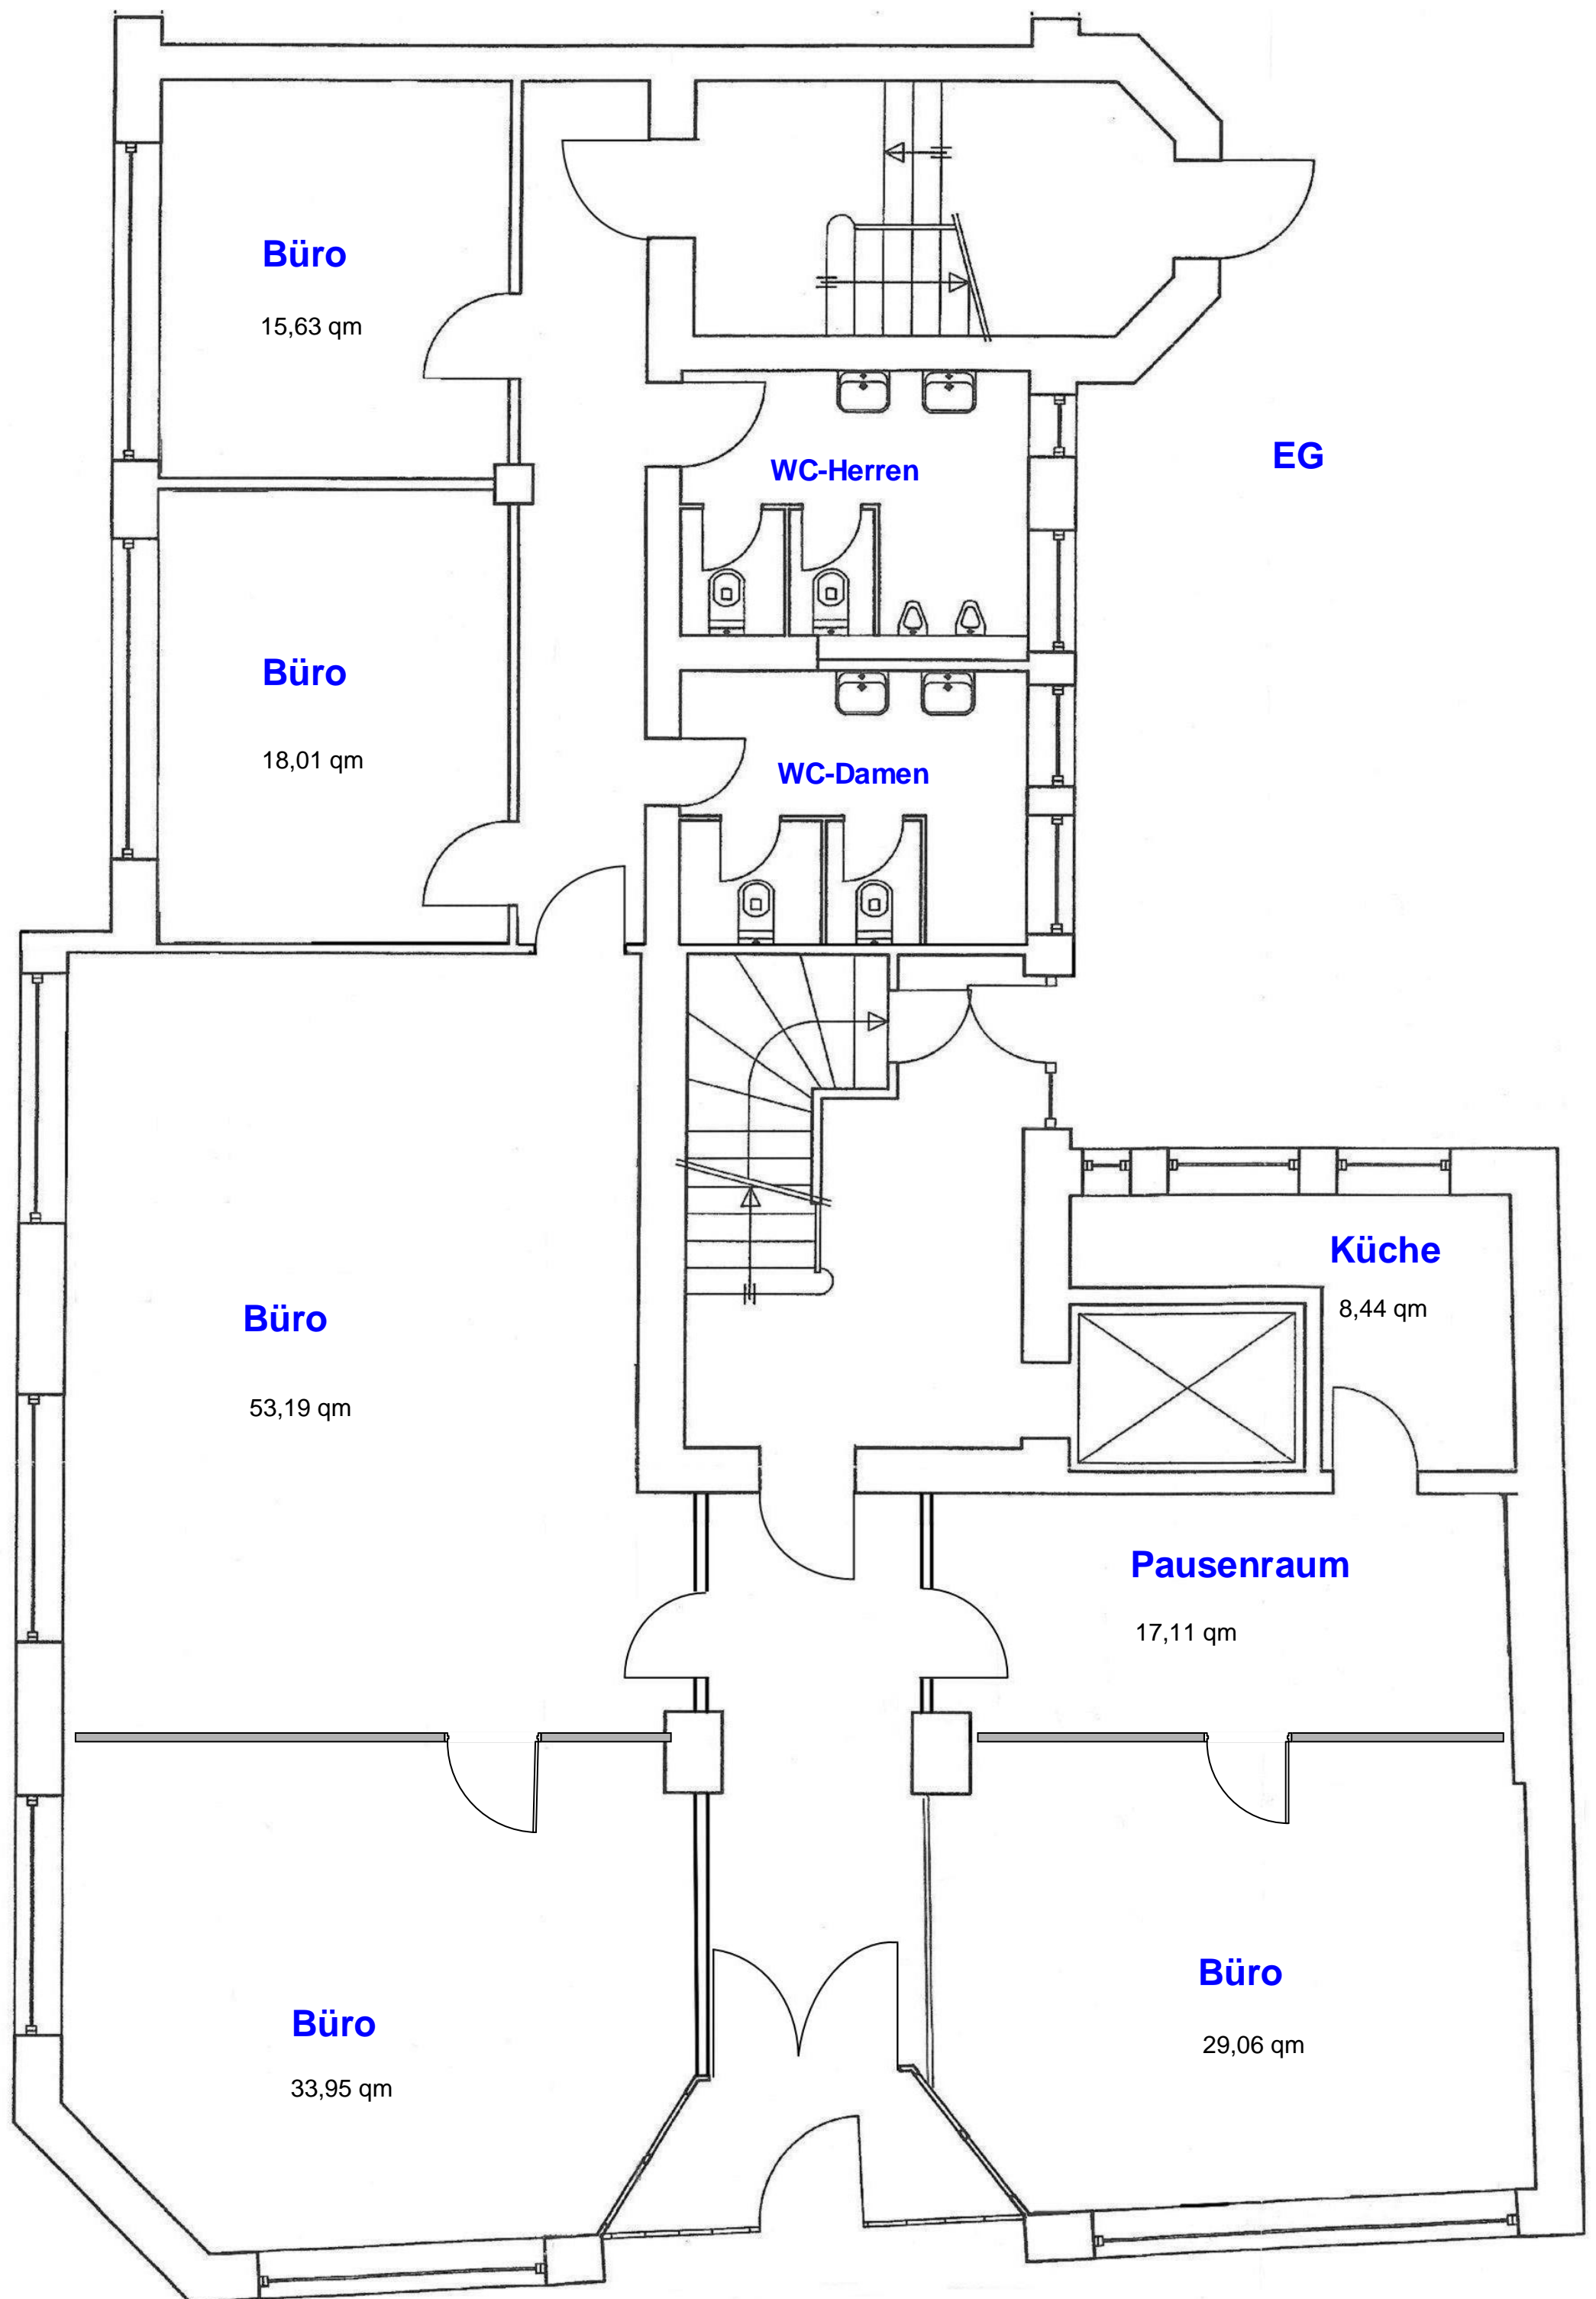 Büro
15,63 qm
EG
WC-Herren
Büro
18,01 qm
WC-Damen
Küche
8,44 qm
Büro
53,19 qm
Pausenraum
17,11 qm
Büro
29,06 qm
Büro
33,95 qm